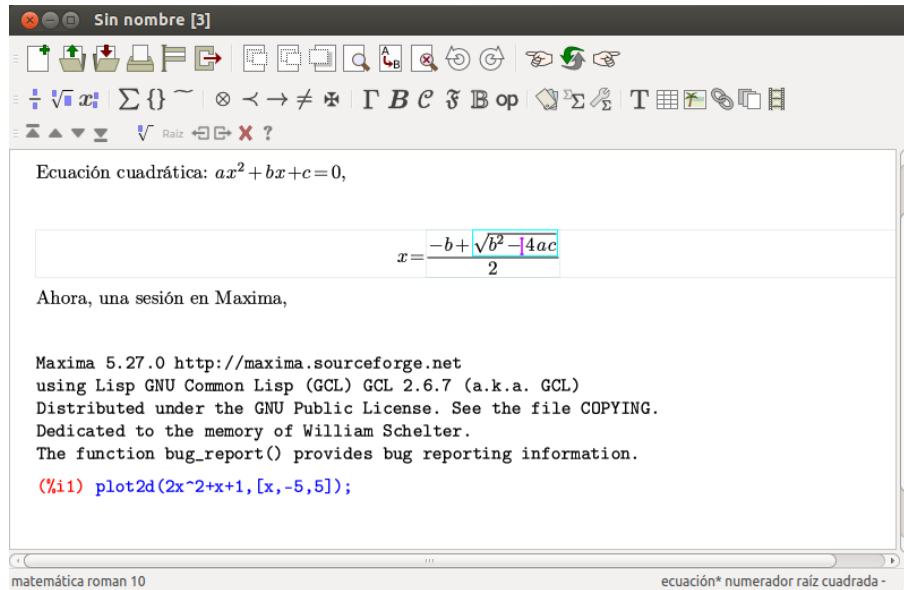 Sin nombre [3]
Raíz
Ecuación cuadrática: ax²+bx+c=0,
x=(-b+√(b²-4ac))/2
Ahora, una sesión en Maxima,
Maxima 5.27.0 http://maxima.sourceforge.net
using Lisp GNU Common Lisp (GCL) GCL 2.6.7 (a.k.a. GCL)
Distributed under the GNU Public License. See the file COPYING.
Dedicated to the memory of William Schelter.
The function bug_report() provides bug reporting information.
(%i1) plot2d(2x^2+x+1,[x,-5,5]);
matemática roman 10
ecuación* numerador raíz cuadrada -